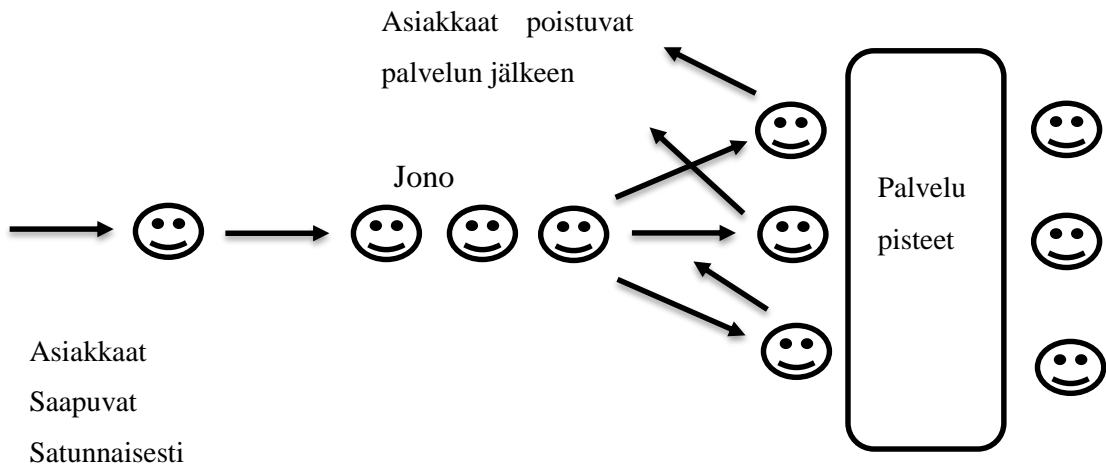 Asiakkaat poistuvat
palvelun jälkeen
Jono
Palvelu
pisteet
Asiakkaat
Saapuvat
Satunnaisesti